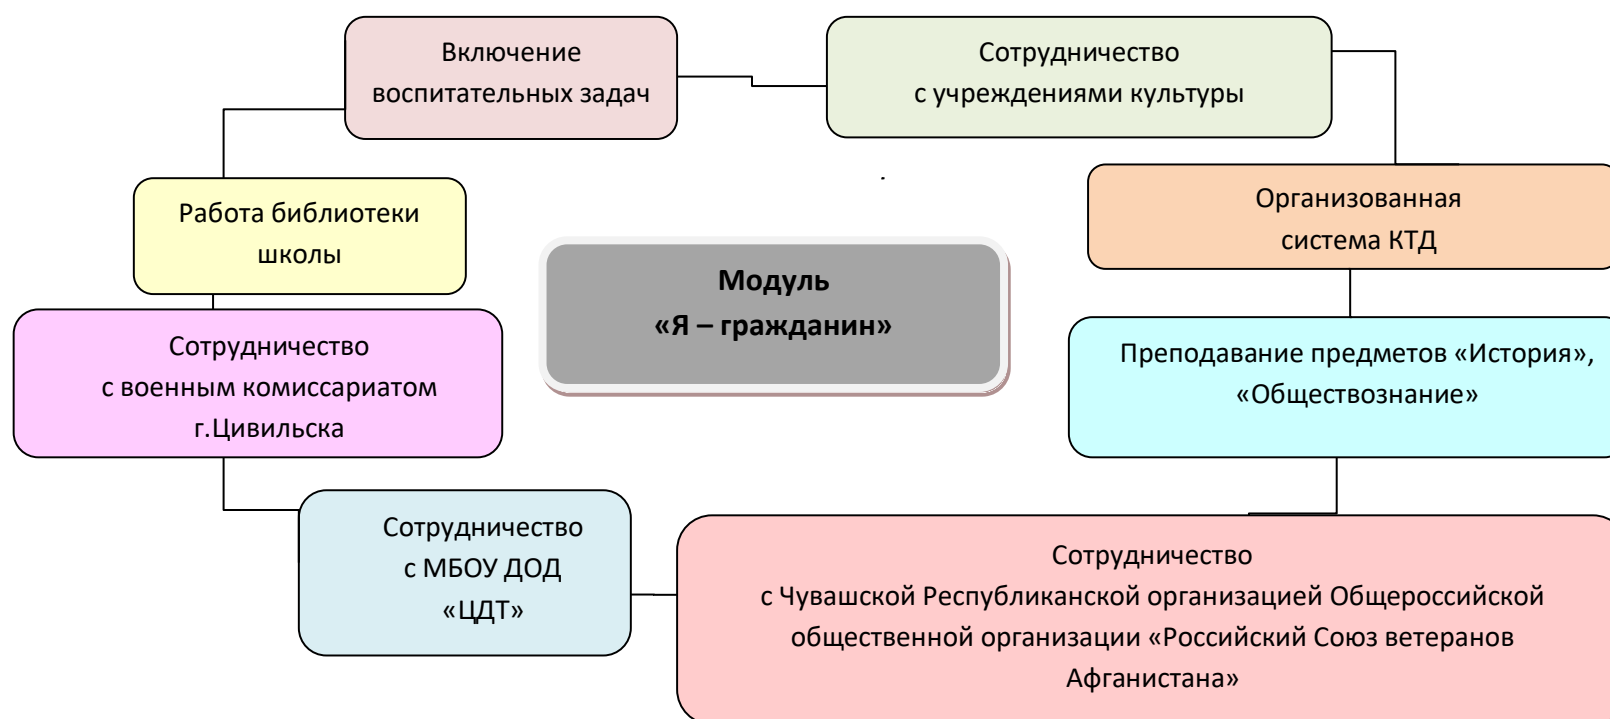 Включение
воспитательных задач
Сотрудничество
с учреждениями культуры
Работа библиотеки
школы
Организованная
система КТД
Модуль
«Я – гражданин»
Сотрудничество
с военным комиссариатом
г.Цивильска
Преподавание предметов «История»,
«Обществознание»
Сотрудничество
с МБОУ ДОД
«ЦДТ»
Сотрудничество
с Чувашской Республиканской организацией Общероссийской
общественной организации «Российский Союз ветеранов
Афганистана»